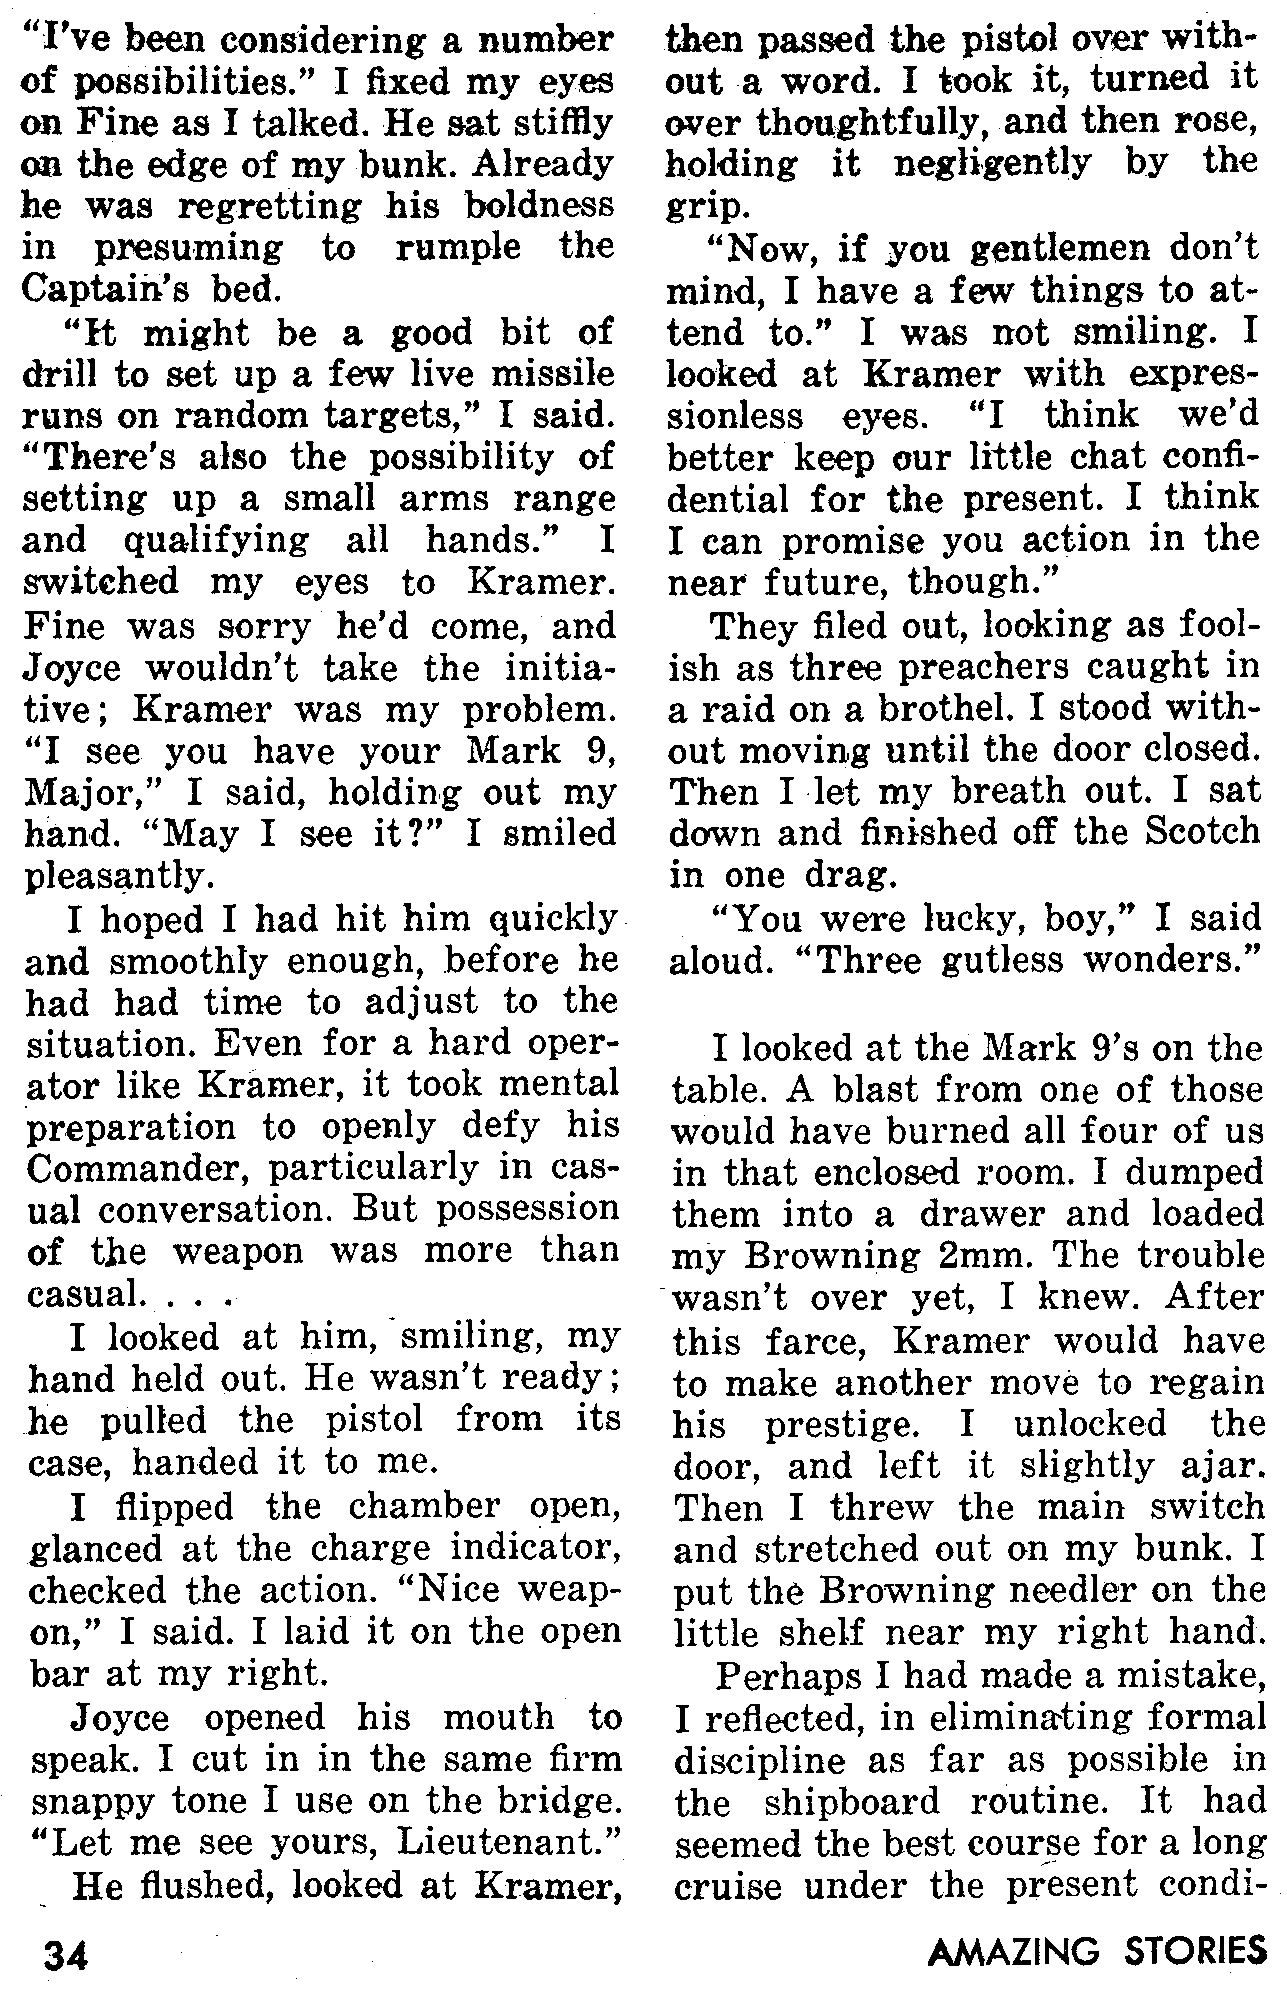 “I've been considering a number
of possibilities.” I fixed my eyes
on Fine as I talked. He sat stiffly
on the edge of my bunk. Already
he was regretting his boldness
in presuming to rumple the
Captain's bed.
“It might be a good bit of
drill to set up a few live missile
runs on random targets,” I said.
“There's also the possibility of
setting up a small arms range
and qualifying all hands.” I
switched my eyes to Kramer.
Fine was sorry he'd come, and
Joyce wouldn't take the initia-
tive; Kramer was my problem.
“I see you have your Mark 9,
Major,” I said, holding out my
hand. “May I see it?” I smiled
pleasantly.
I hoped I had hit him quickly
and smoothly enough, before he
had had time to adjust to the
situation. Even for a hard oper-
ator like Kramer, it took mental
preparation to openly defy his
Commander, particularly in cas-
ual conversation. But possession
of the weapon was more than
casual. . . .
I looked at him, smiling, my
hand held out. He wasn't ready;
he pulled the pistol from its
case, handed it to me.
I flipped the chamber open,
glanced at the charge indicator,
checked the action. “Nice weap-
on,” I said. I laid it on the open
bar at my right.
Joyce opened his mouth to
speak. I cut in in the same firm
snappy tone I use on the bridge.
“Let me see yours, Lieutenant.”
He flushed, looked at Kramer,
then passed the pistol over with-
out a word. I took it, turned it
over thoughtfully, and then rose,
holding it negligently by the
grip.
“Now, if you gentlemen don't
mind, I have a few things to at-
tend to.” I was not smiling. I
looked at Kramer with expres-
sionless eyes. “I think we'd
better keep our little chat confi-
dential for the present. I think
I can promise you action in the
near future, though.”
They filed out, looking as fool-
ish as three preachers caught in
a raid on a brothel. I stood with-
out moving until the door closed.
Then I let my breath out. I sat
down and finished off the Scotch
in one drag.
“You were lucky, boy,” I said
aloud. “Three gutless wonders.”
I looked at the Mark 9's on the
table. A blast from one of those
would have burned all four of us
in that enclosed room. I dumped
them into a drawer and loaded
my Browning 2mm. The trouble
wasn't over yet, I knew. After
this farce, Kramer would have
to make another move to regain
his prestige. I unlocked the
door, and left it slightly ajar.
Then I threw the main switch
and stretched out on my bunk. I
put the Browning needler on the
little shelf near my right hand.
Perhaps I had made a mistake,
I reflected, in eliminating formal
discipline as far as possible in
the shipboard routine. It had
seemed the best course for a long
cruise under the present condi-
34
AMAZING STORIES